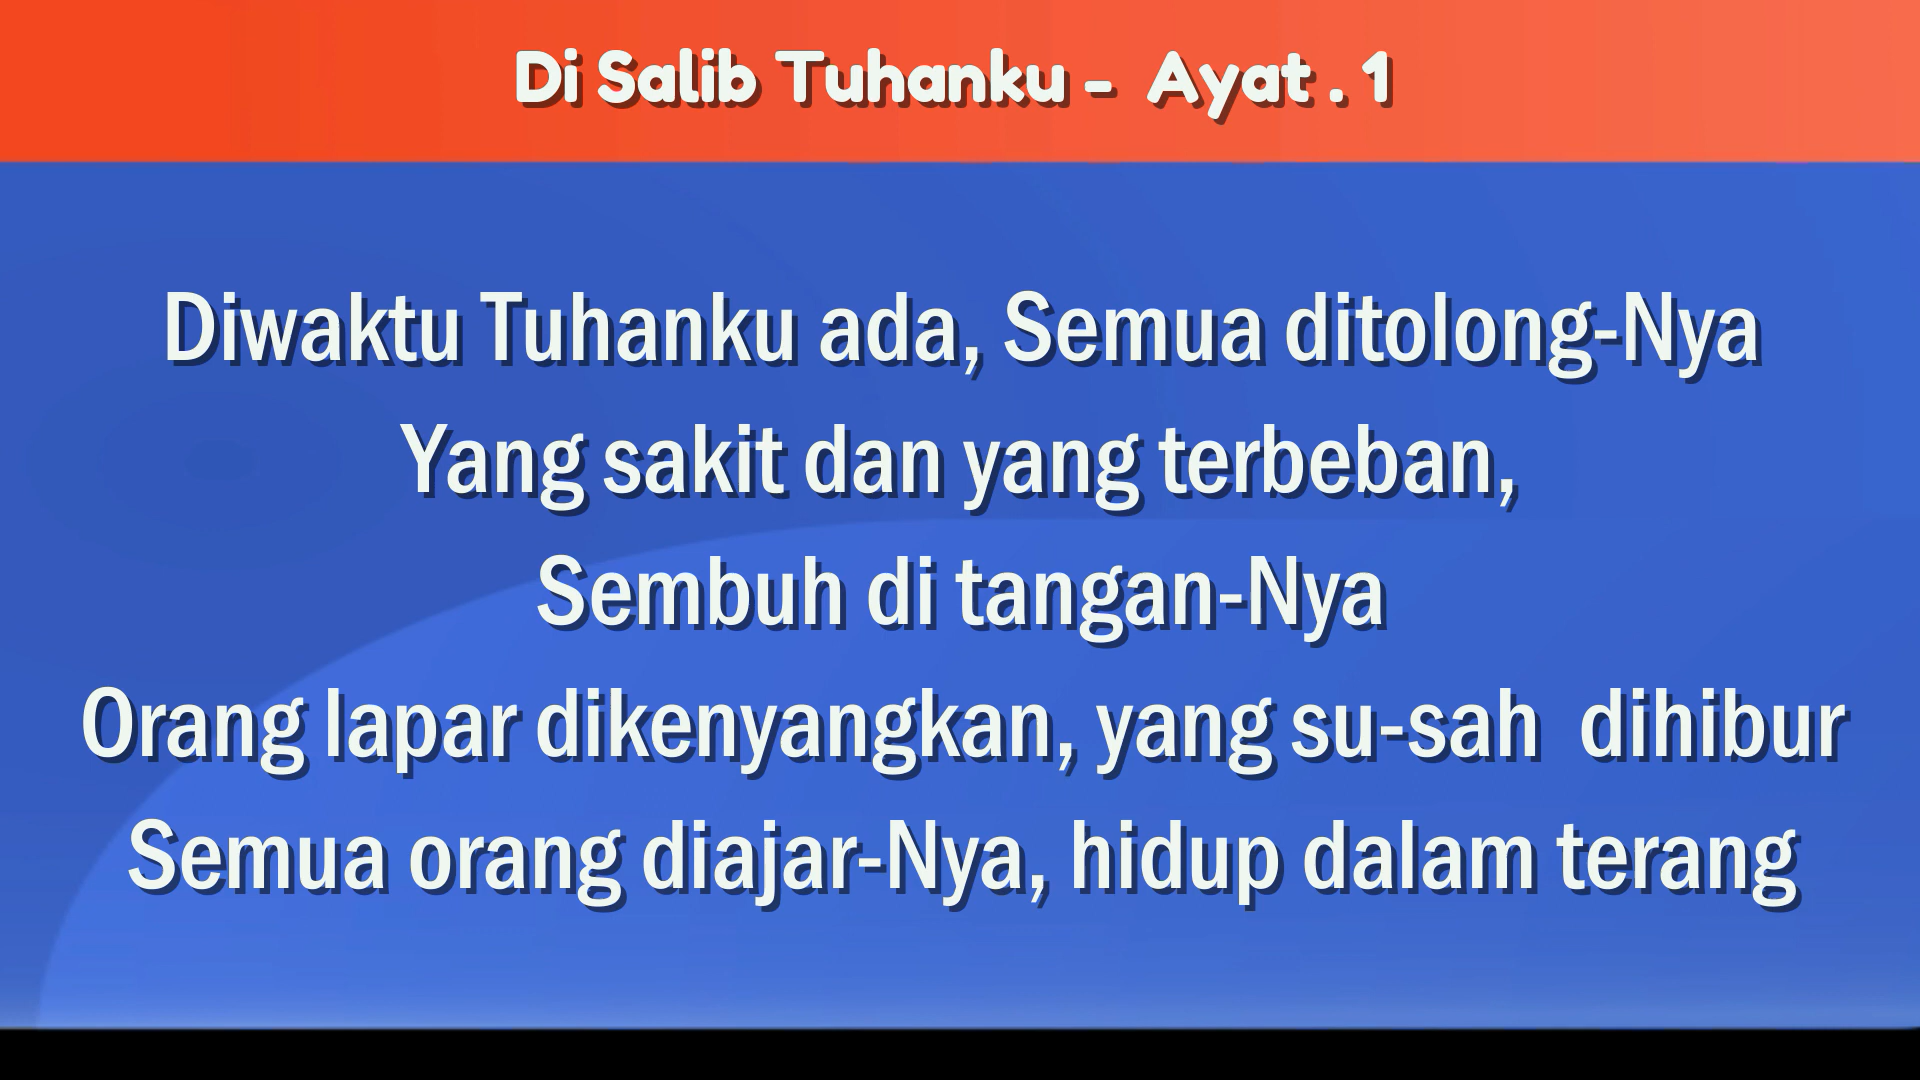 Di Salib Tuhanku - Ayat . 1
Diwaktu Tuhanku ada, Semua ditolong-Nya
Yang sakit dan yang terbeban,
Sembuh di tangan-Nya
Orang lapar dikenyangkan, yang su-sah dihibur
Semua orang diajar-Nya, hidup dalam terang